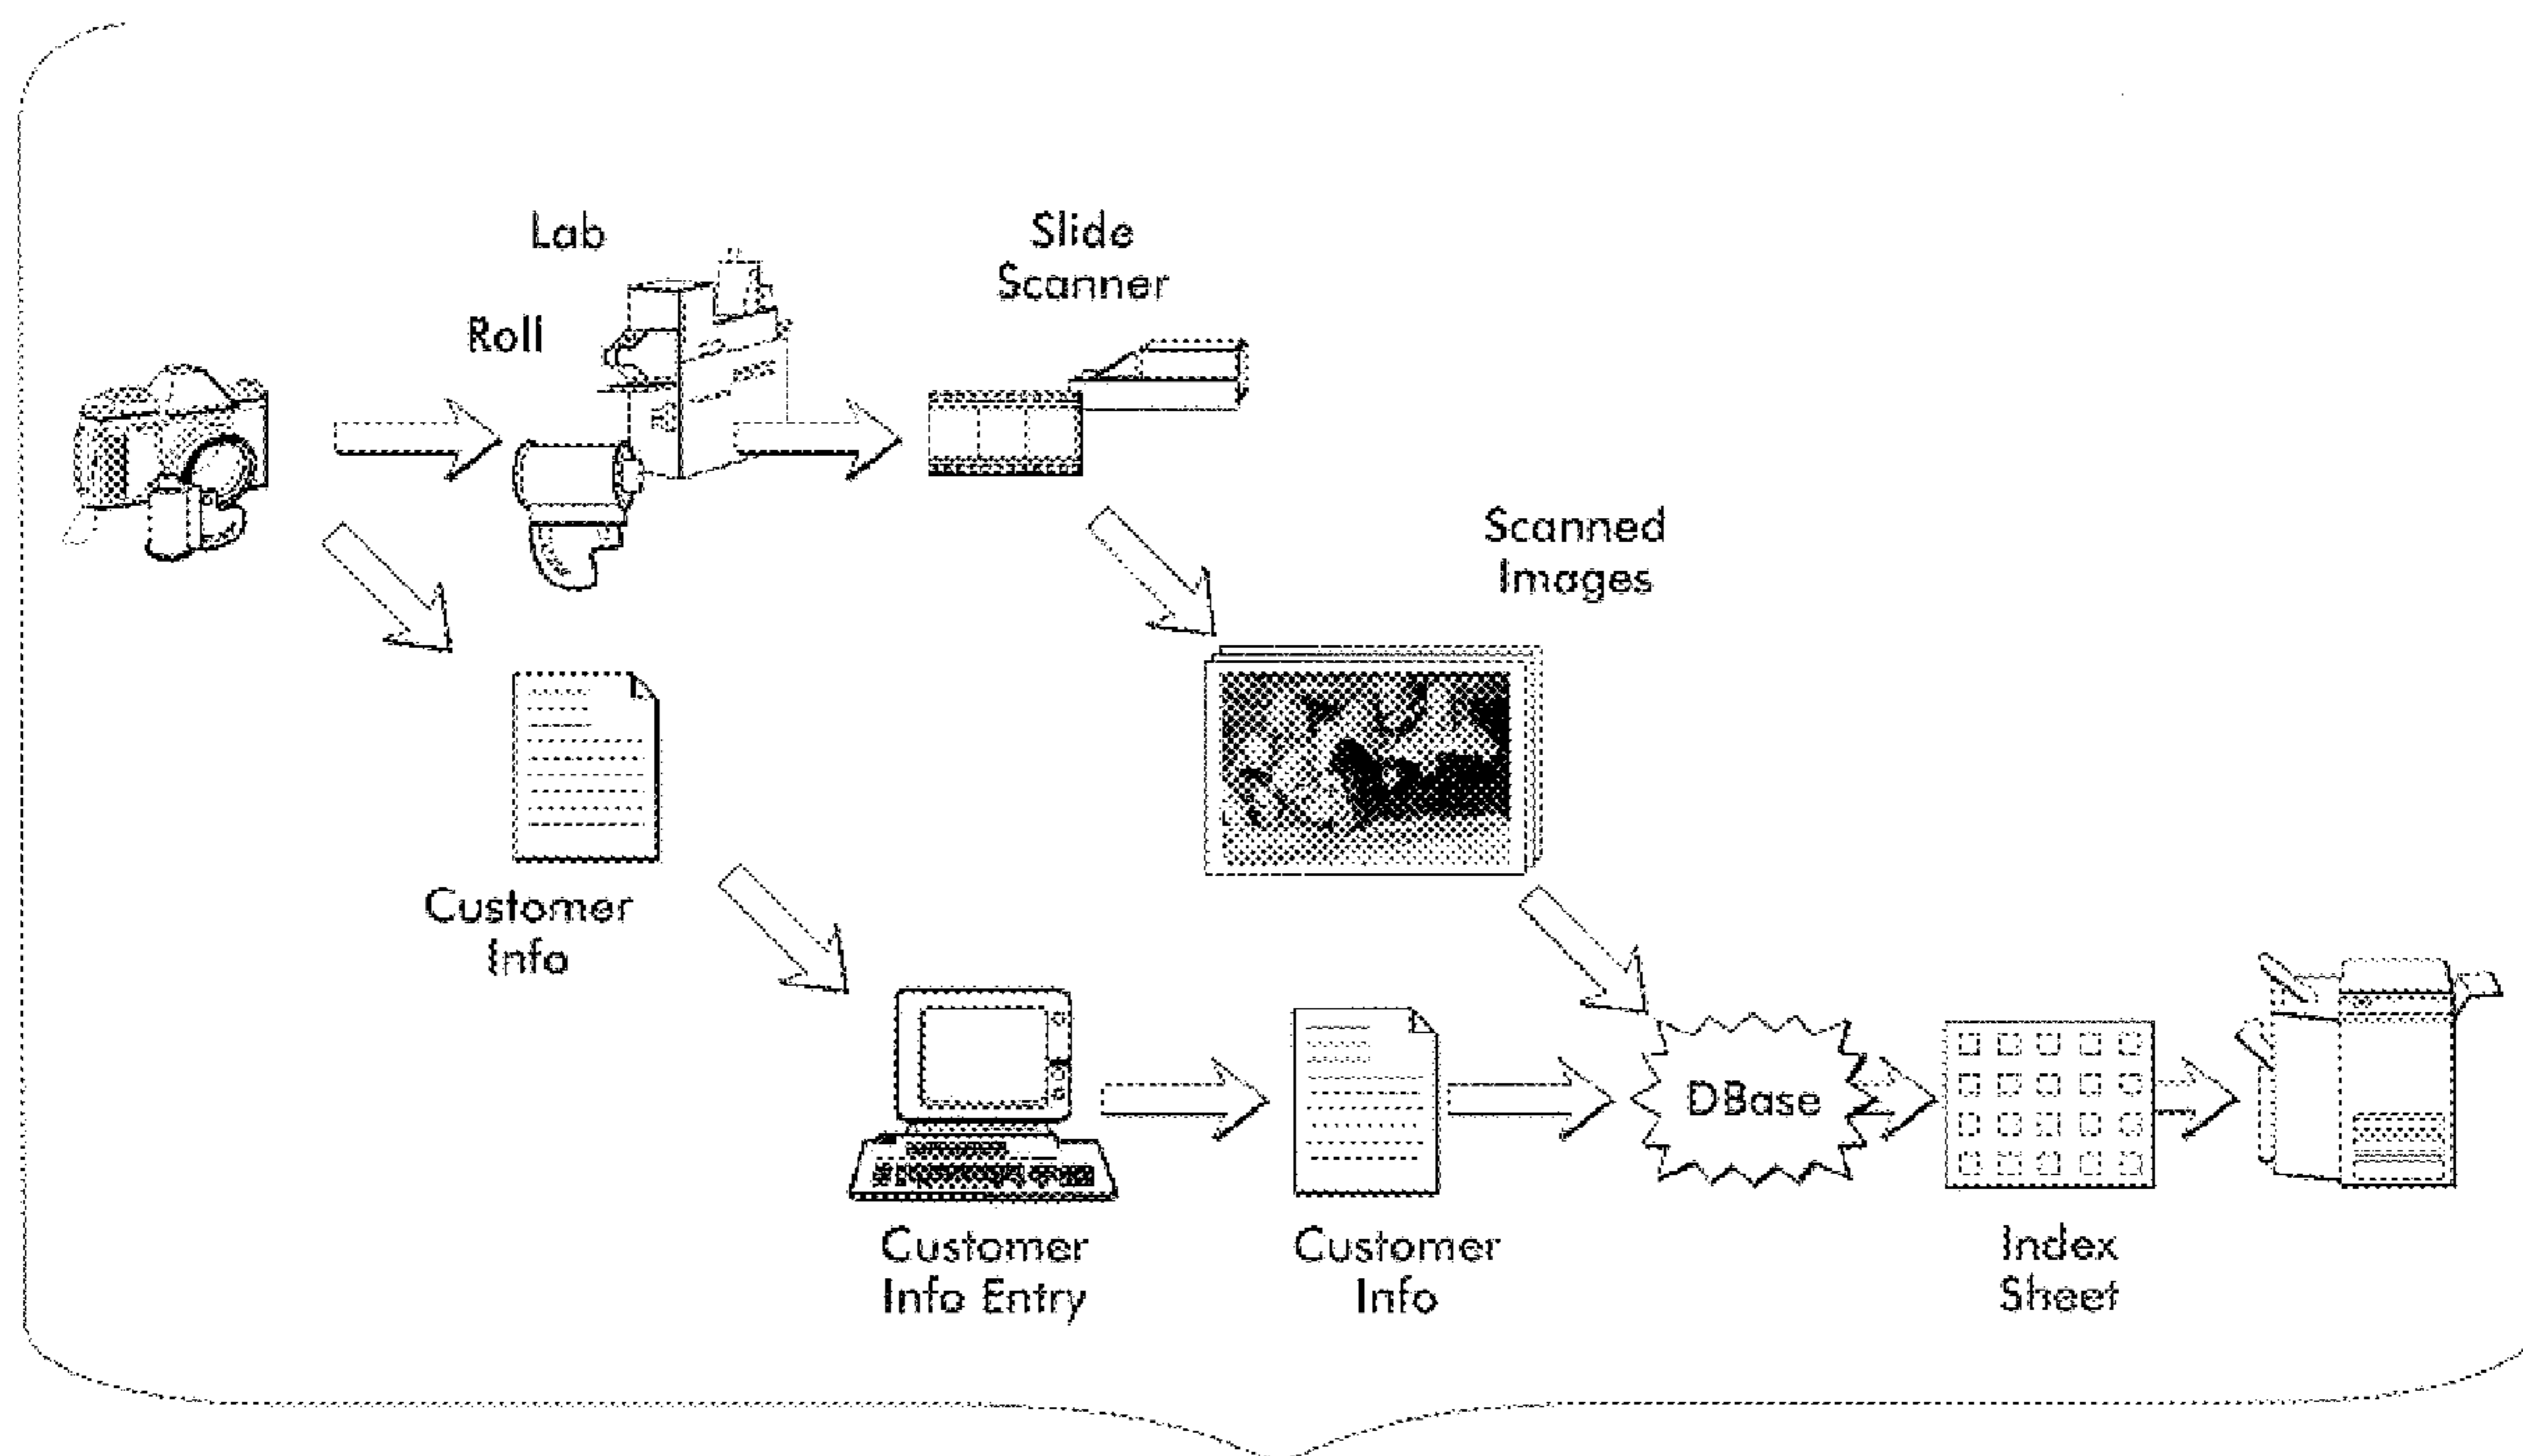 Lab
Roll
Slide
Scanner
Scanned
Images
Customer
Info
DBase
Customer
Info Entry
Customer
Info
Index
Sheet